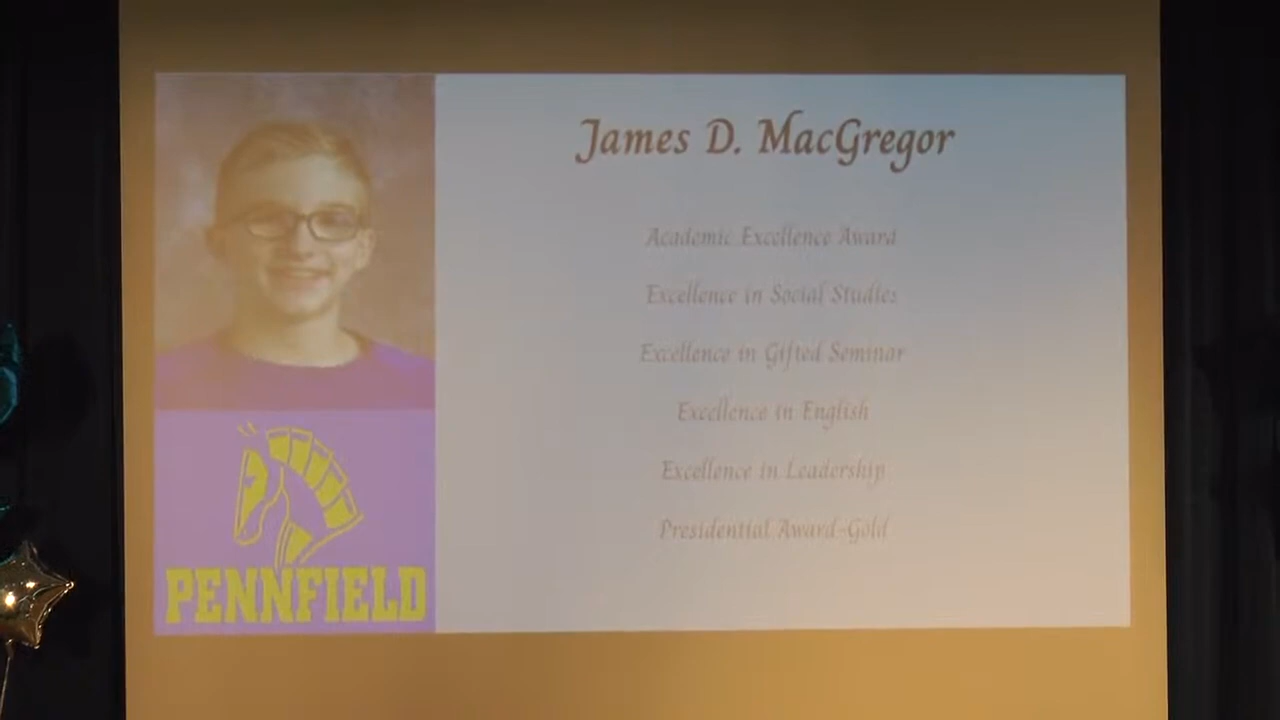 James D. MacGregor
Academic Excellence Award
Excellence in Social Studies
Excellence in Gifted Seminar
Excellence in English
Excellence in Leadership
Presidential Award-Gold
PENNFIELD